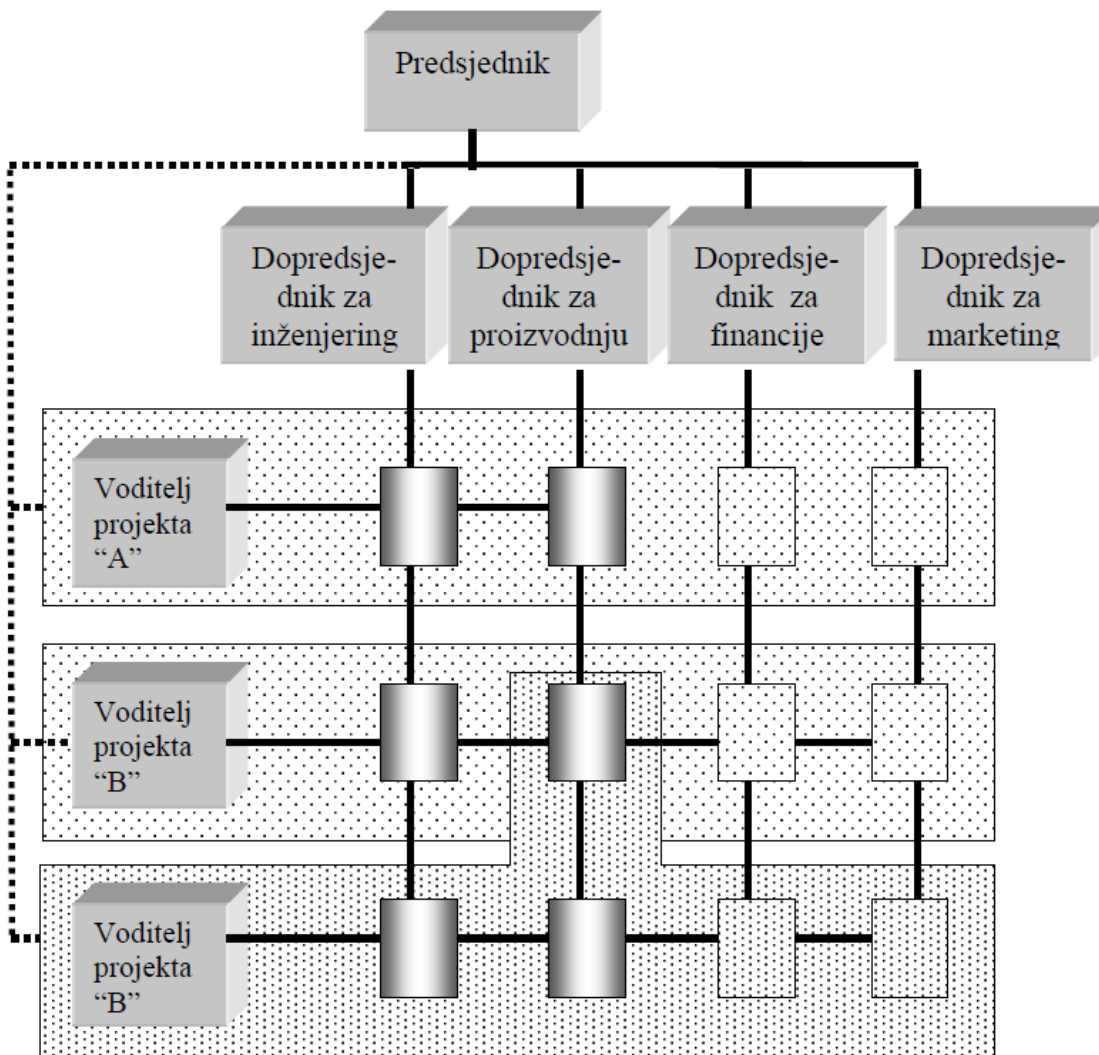 Predsjednik
Dopredsje-
dnik za
inženjering
Dopredsje-
dnik za
proizvodnju
Dopredsje-
dnik za
financije
Dopredsje-
dnik za
marketing
Voditelj
projekta
“A”
Voditelj
projekta
“B”
Voditelj
projekta
“B”